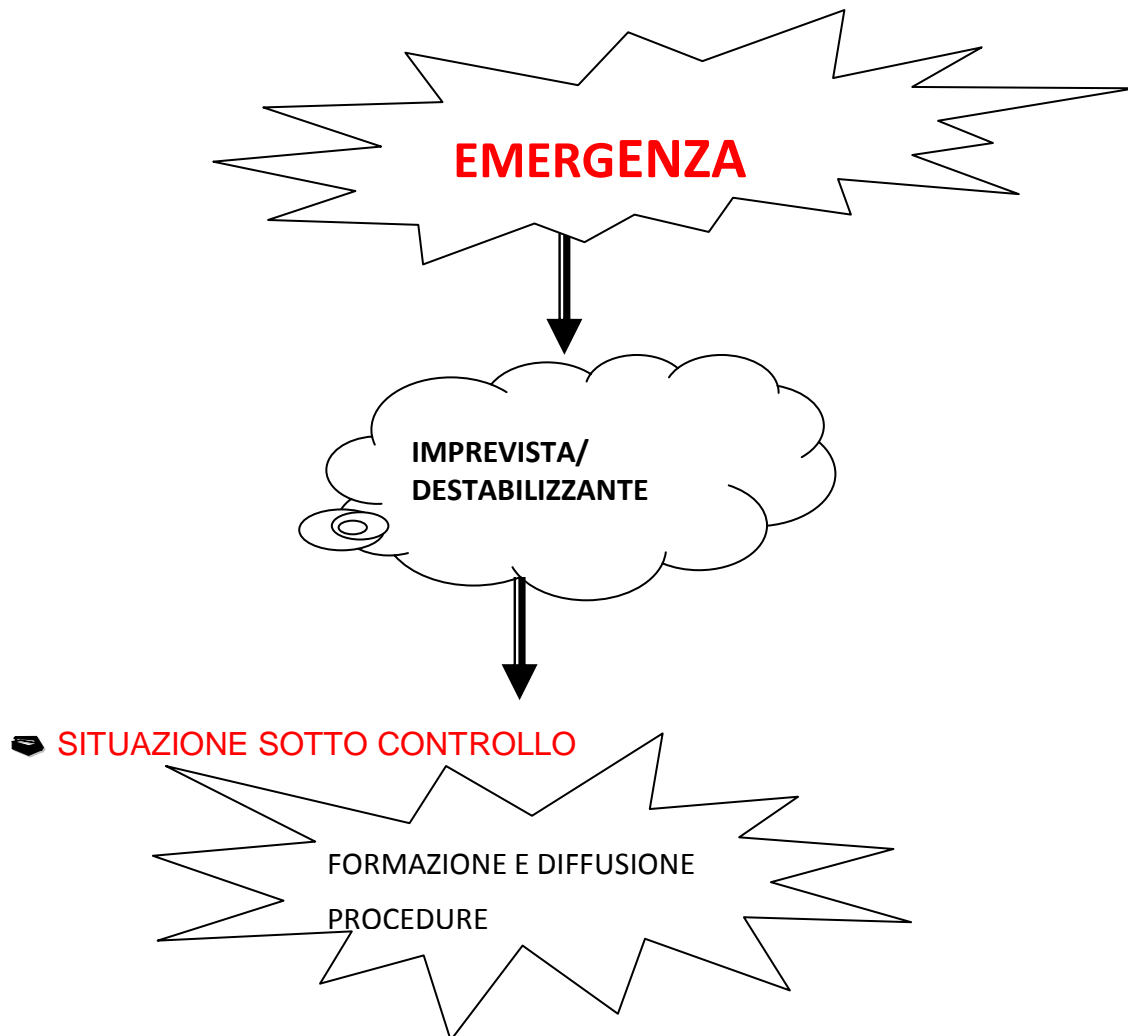 EMERGENZA
IMPREVISTA/
DESTABILIZZANTE
SITUAZIONE SOTTO CONTROLLO
FORMAZIONE E DIFFUSIONE
PROCEDURE